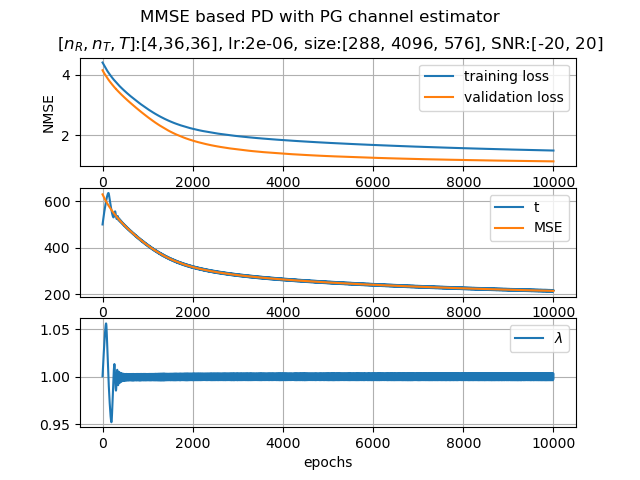 MMSE based PD with PG channel estimator
[n_R, n_T, T]:[4,36,36], lr:2e-06, size:[288, 4096, 576], SNR:[-20, 20]
NMSE
4
2
training loss
validation loss
0 2000 4000 6000 8000 10000
600
400
200
t
MSE
0 2000 4000 6000 8000 10000
1.05
1.00
0.95
λ
0 2000 4000 6000 8000 10000
epochs